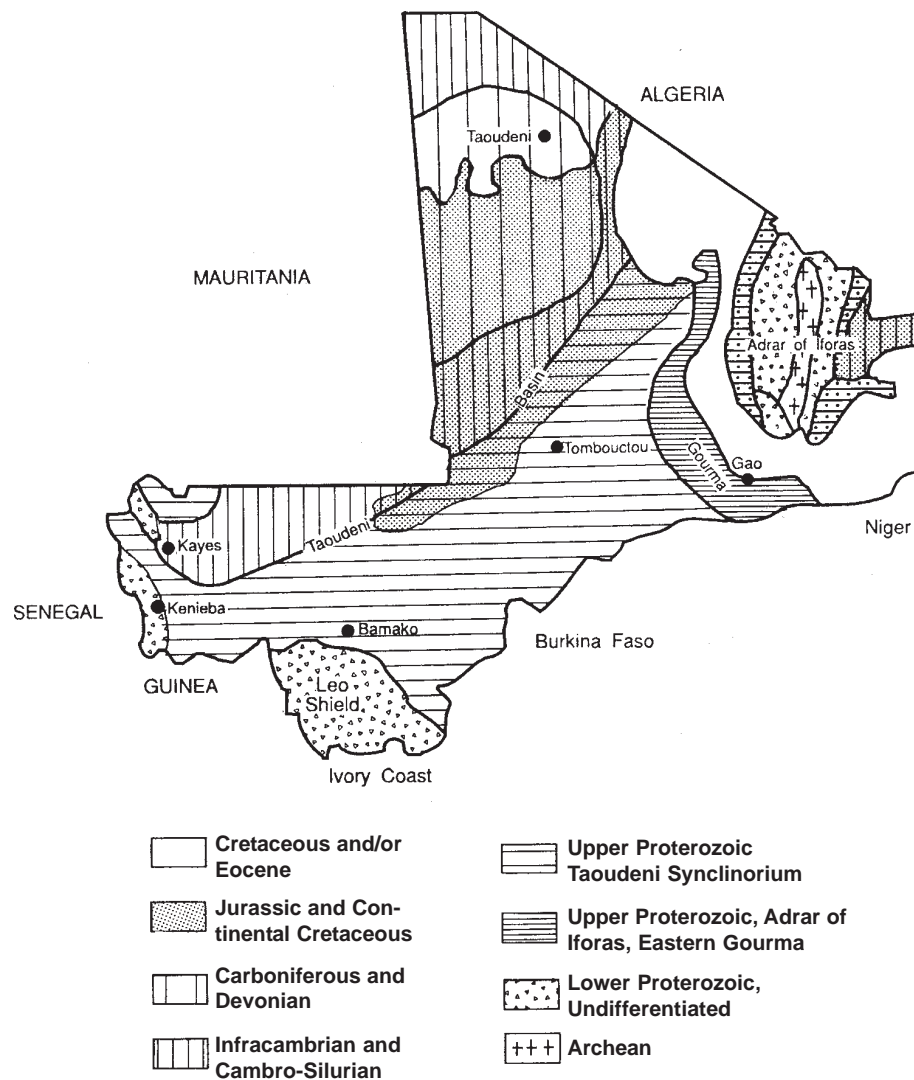 ALGERIA
Taoudeni
MAURITANIA
Adrar of Iforas
Basin
Tombouctou
Gourma
Gao
Niger
Taoudeni
Kayes
SENEGAL
Kenieba
Bamako
Burkina Faso
GUINEA
Leo
Shield
Ivory Coast
Cretaceous and/or
Eocene
Jurassic and Con-
tinental Cretaceous
Carboniferous and
Devonian
Infracambrian and
Cambro-Silurian
Upper Proterozoic
Taoudeni Synclinorium
Upper Proterozoic, Adrar of
Iforas, Eastern Gourma
Lower Proterozoic,
Undifferentiated
Archean